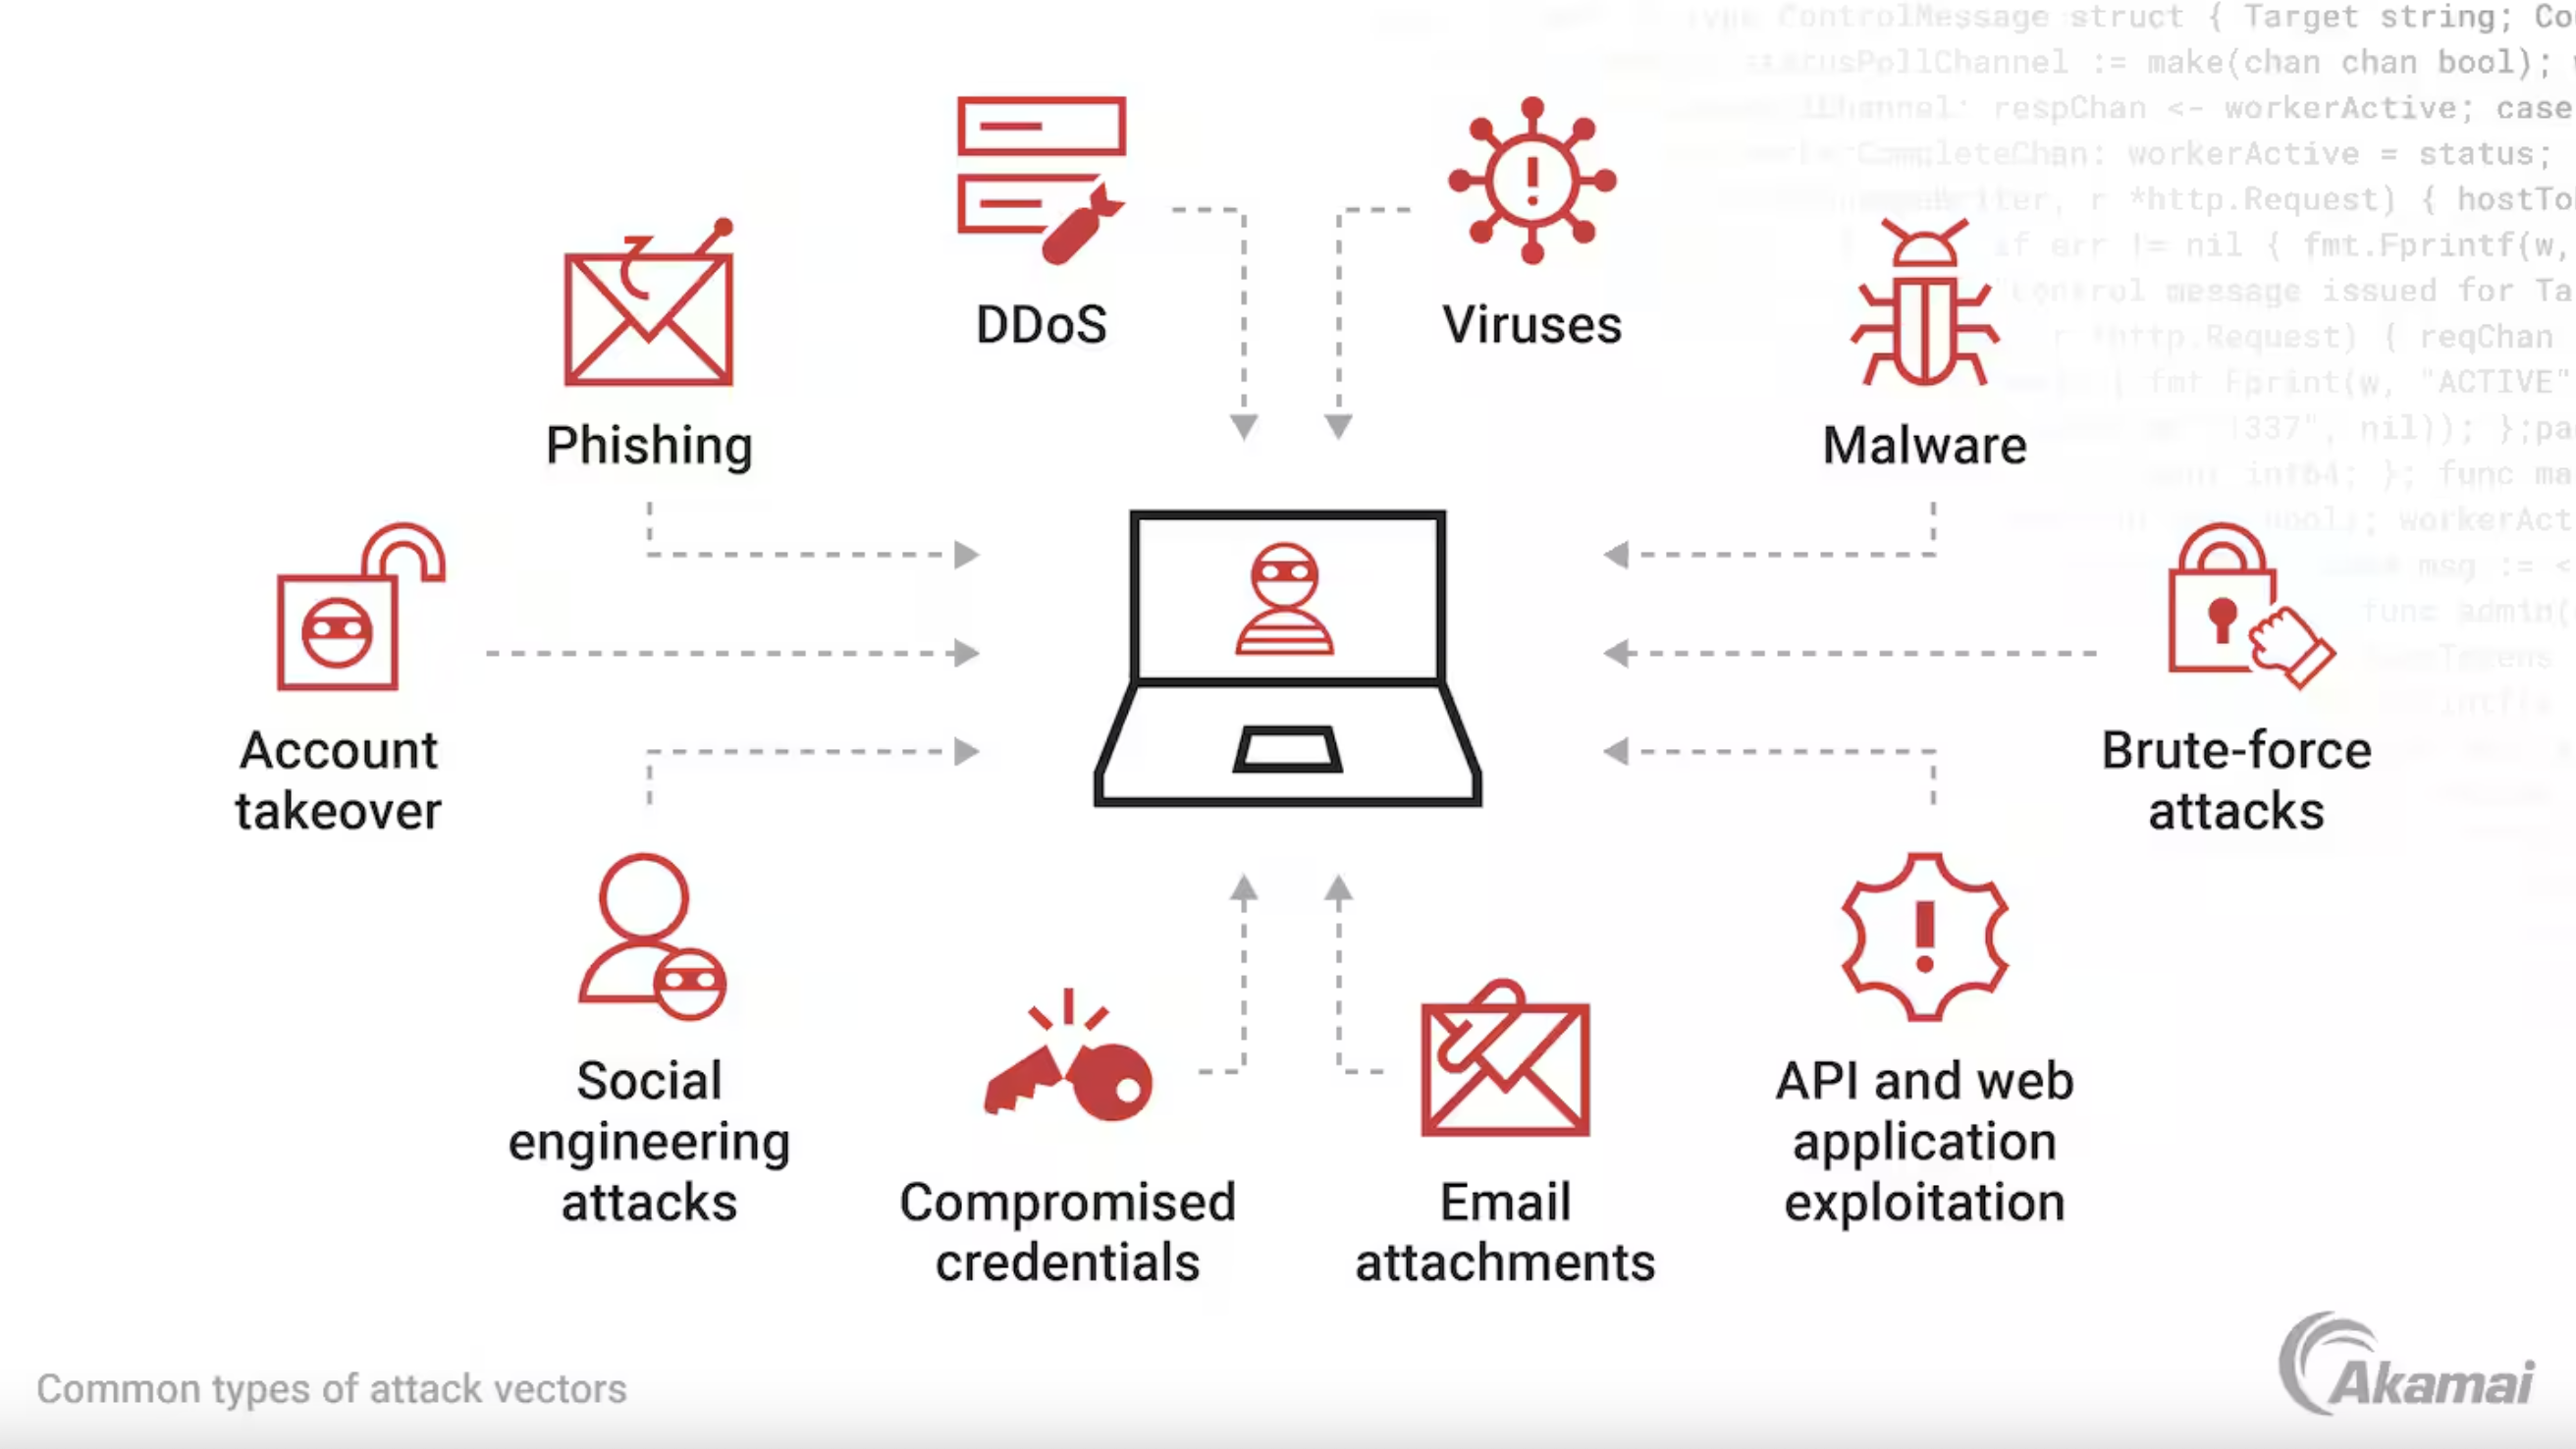 ControlMessage struct { Target string; Co
statusPollChannel := make(chan chan bool);
respChan <- workerActive; case
CompleteChan: workerActive = status;
r *http.Request) { hostTo
if err != nil { fmt.Fprintf(w,
"Control message issued for Ta
r *http.Request) { reqChan
fmt.Fprint(w, "ACTIVE"
1337", nil)); };pa
int64; }; func ma
bool); workerAct
msg := <
func admin(
DDoS
Viruses
Phishing
Malware
Account
takeover
Brute-force
attacks
Social
engineering
attacks
Compromised
credentials
Email
attachments
API and web
application
exploitation
Common types of attack vectors
Akamai